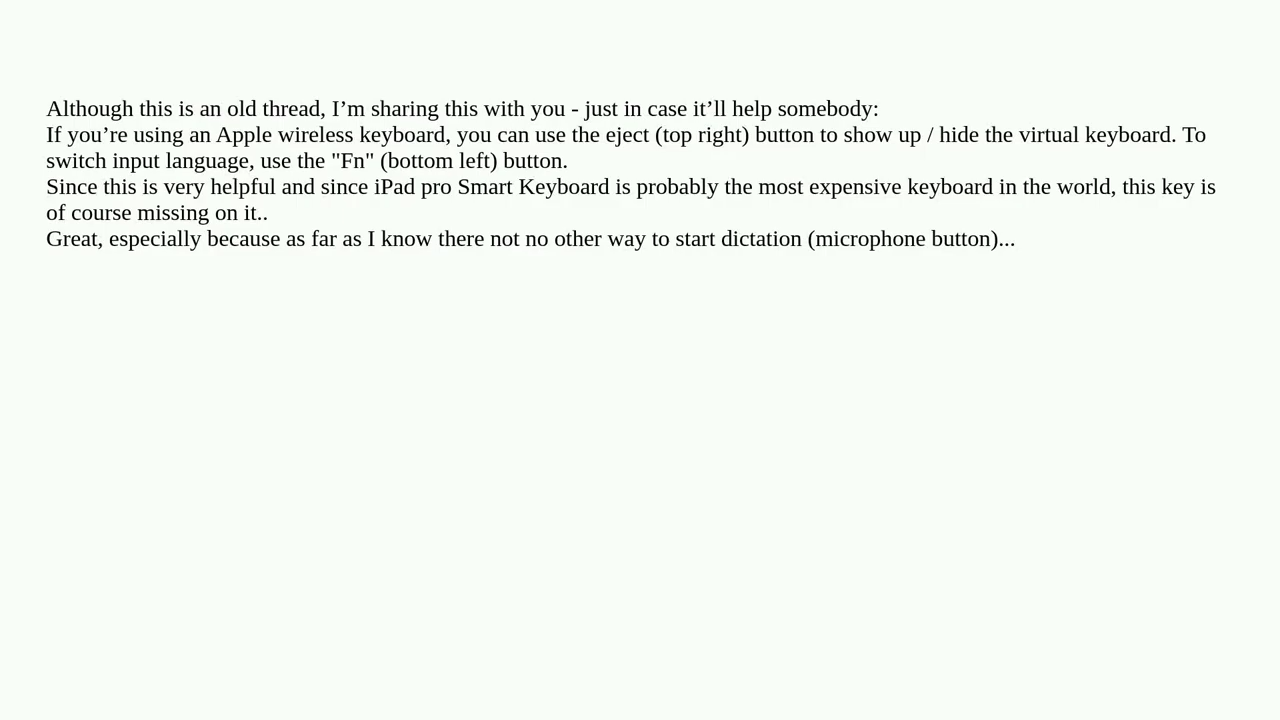 Although this is an old thread, I’m sharing this with you - just in case it’ll help somebody:
If you’re using an Apple wireless keyboard, you can use the eject (top right) button to show up / hide the virtual keyboard. To
switch input language, use the "Fn" (bottom left) button.
Since this is very helpful and since iPad pro Smart Keyboard is probably the most expensive keyboard in the world, this key is
of course missing on it..
Great, especially because as far as I know there not no other way to start dictation (microphone button)...